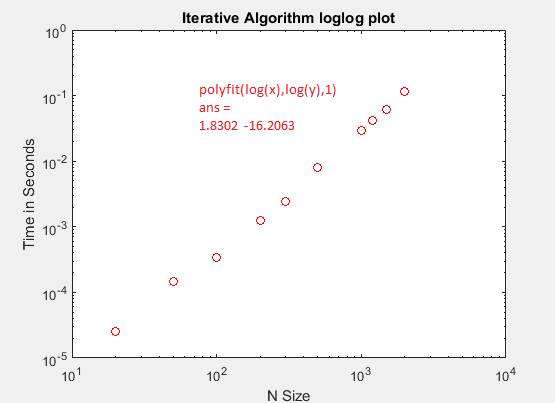 Iterative Algorithm loglog plot
10^0
polyfit(log(x),log(y),1)
10^-1
ans =
1.8302 -16.2063
10^-2
Time in Seconds
10^-3
10^-4
10^-5
10^1 10^2 10^3 10^4
N Size